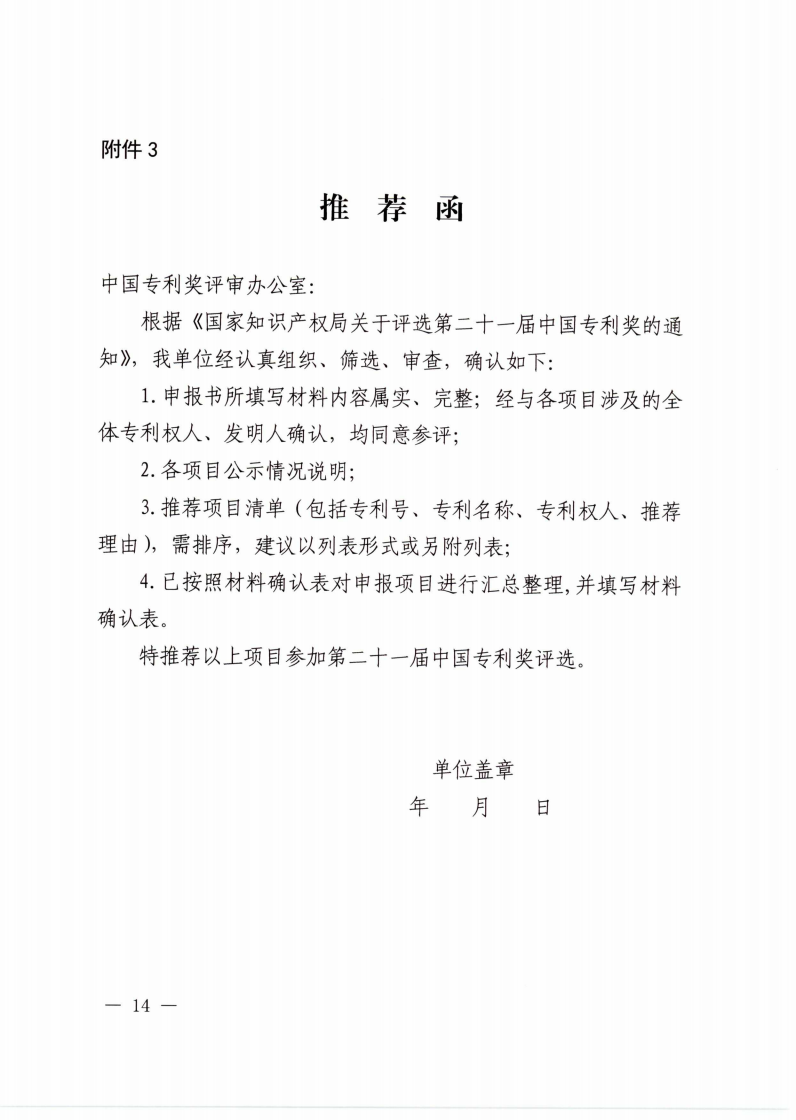 附件 3
推 荐 函
中国专利奖评审办公室：
根据《国家知识产权局关于评选第二十一届中国专利奖的通
知》，我单位经认真组织、筛选、审查，确认如下：
1. 申报书所填写材料内容属实、完整；经与各项目涉及的全
体专利权人、发明人确认，均同意参评；
2. 各项目公示情况说明；
3. 推荐项目清单（包括专利号、专利名称、专利权人、推荐
理由），需排序，建议以列表形式或另附列表；
4. 已按照材料确认表对申报项目进行汇总整理,并填写材料
确认表。
特推荐以上项目参加第二十一届中国专利奖评选。
单位盖章
年 月 日
— 14 —